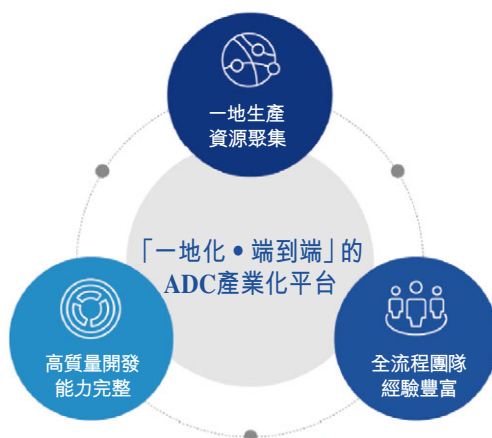 一地生產
資源聚集
「一地化•端到端」的
ADC產業化平台
高質量開發
能力完整
全流程團隊
經驗豐富